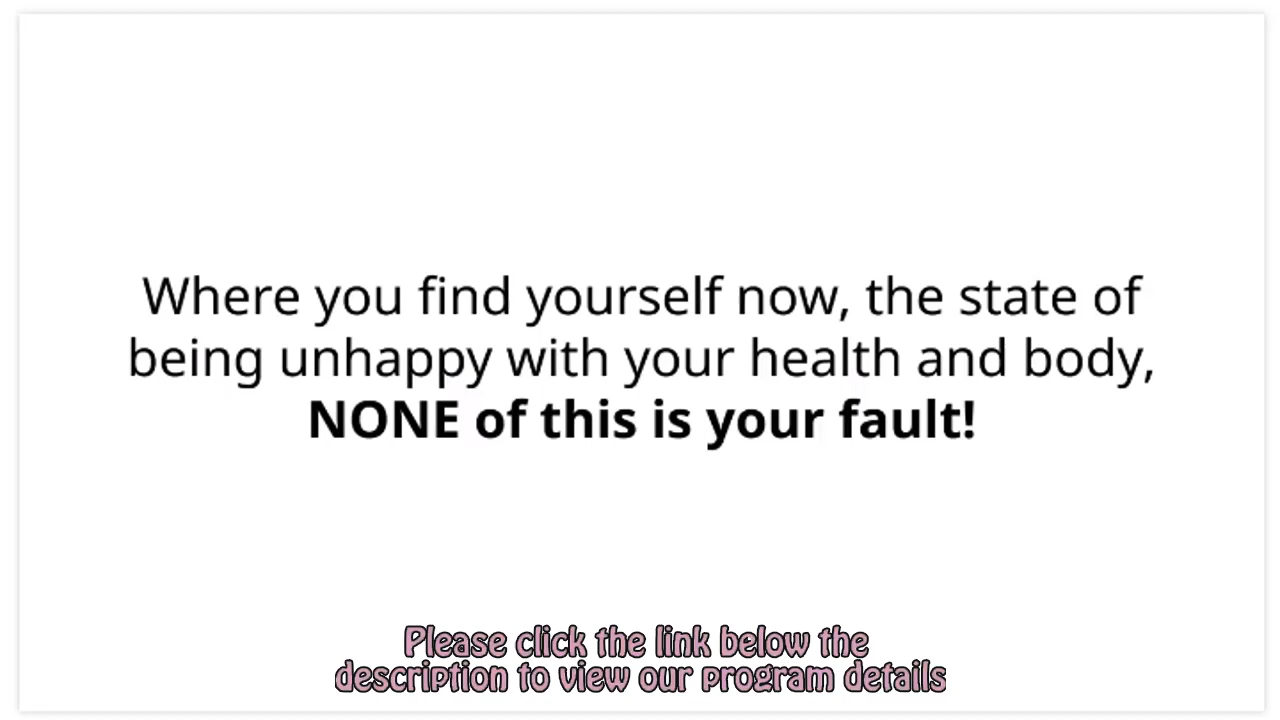 Where you find yourself now, the state of
being unhappy with your health and body,
NONE of this is your fault!
Please click the link below the
description to view our program details